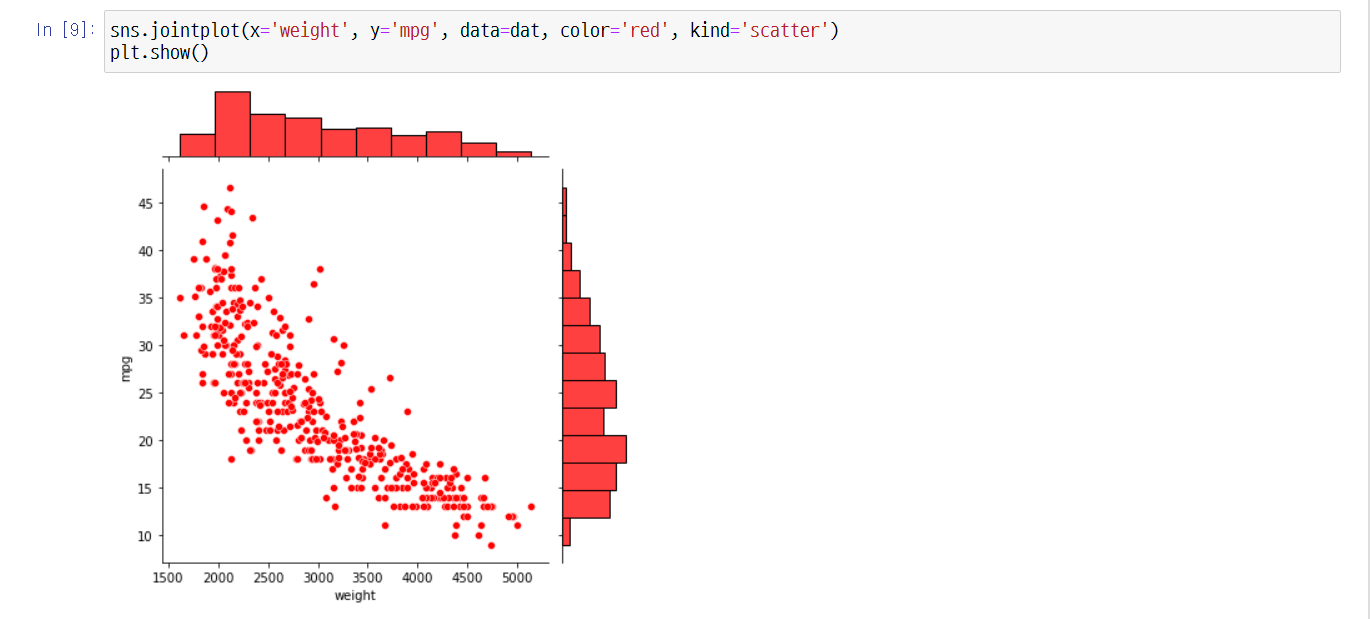 In [9]: sns.jointplot(x='weight', y='mpg', data=dat, color='red', kind='scatter')
plt.show()
45
40
35
30
25
20
15
10
mpg
1500 2000 2500 3000 3500 4000 4500 5000
weight